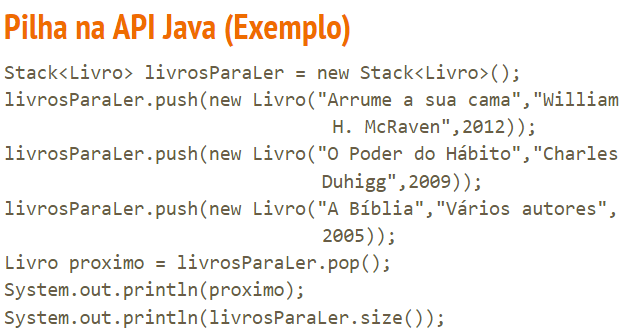 Pilha na API Java (Exemplo)
Stack<Livro> livrosParaLer = new Stack<Livro>();
livrosParaLer.push(new Livro("Arrume a sua cama","William
H. McRaven",2012));
livrosParaLer.push(new Livro("O Poder do Hábito","Charles
Duhigg",2009));
livrosParaLer.push(new Livro("A Bíblia","Vários autores",
2005));
Livro proximo = livrosParaLer.pop();
System.out.println(proximo);
System.out.println(livrosParaLer.size());